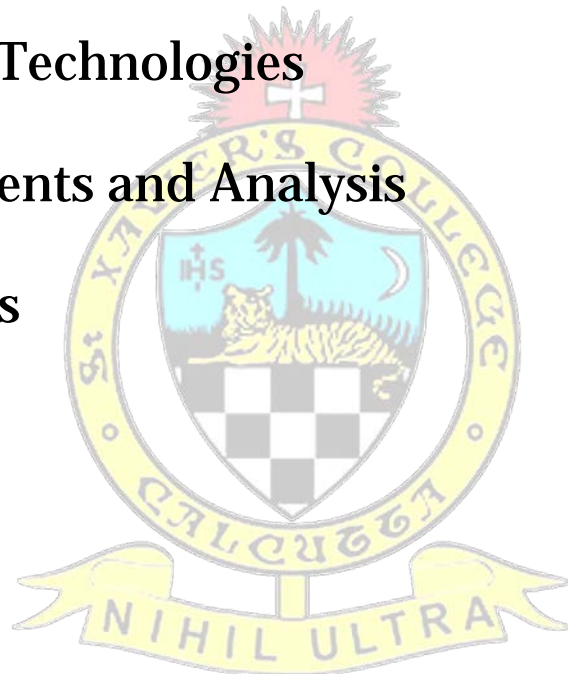 Technologies
ents and Analysis
s
St XAVIER'S COLLEGE
IHS
CALCUTTA
NIHIL ULTRA